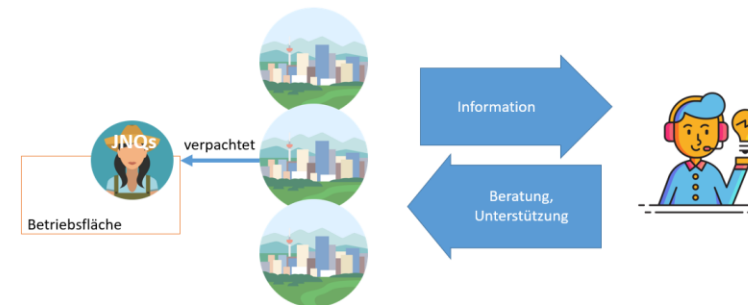 JNQs
verpachtet
Betriebsfläche
Information
Beratung,
Unterstützung